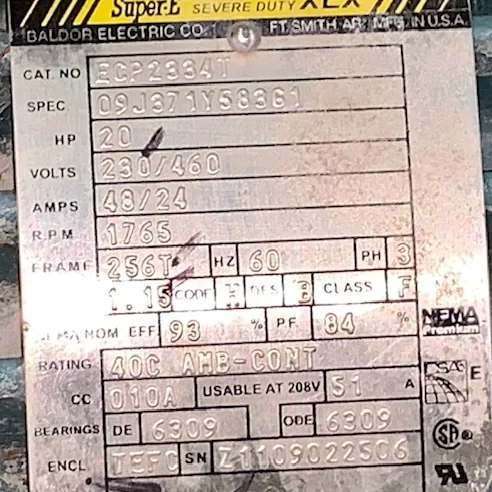 Super-E SEVERE DUTY XEX
BALDOR ELECTRIC CO. FT. SMITH AR. MFG. IN U.S.A.
CAT. NO ECP2334T
SPEC 09J371Y583G1
HP 20
VOLTS 230/460
AMPS 48/24
R.P.M 1765
FRAME 256T HZ 60 PH 3
1.15 CODE H DES B CLASS F
NOM EFF 93 % P.F. 84 %
NEMA Premium
RATING 40C AMB-CONT
CC 010A USABLE AT 208V 51 A
CSA E
BEARINGS DE 6309 ODE 6309
ENCL TEFC SN Z1109022506